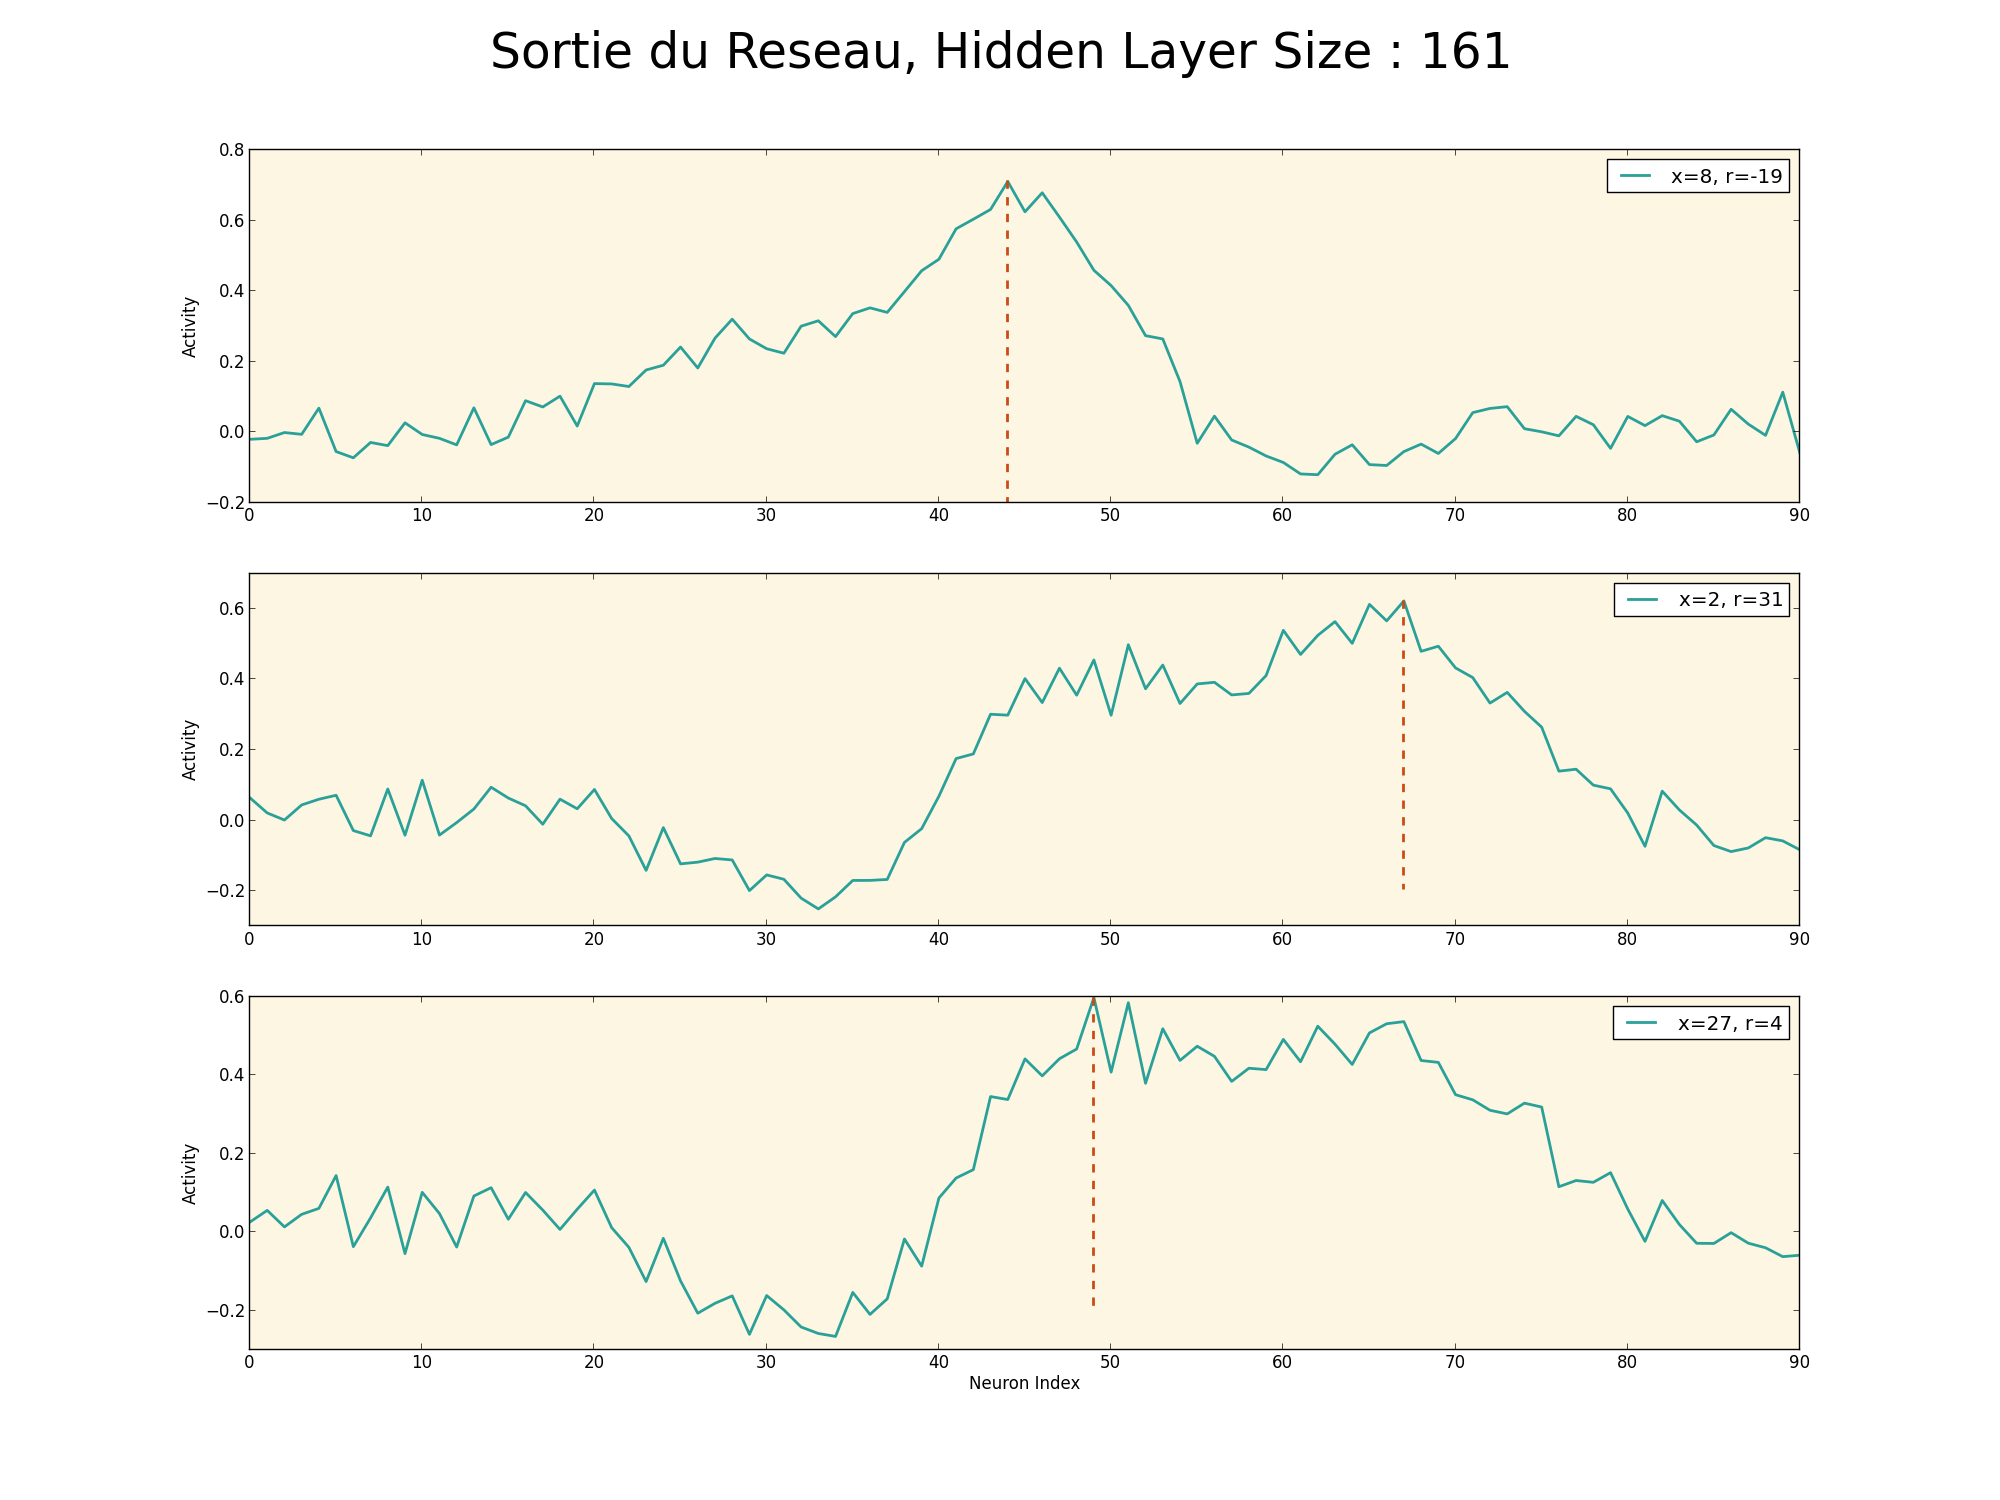 Sortie du Reseau, Hidden Layer Size : 161
0.8
0.6
0.4
0.2
0.0
−0.2
Activity
x=8, r=-19
0 10 20 30 40 50 60 70 80 90
0.6
0.4
0.2
0.0
−0.2
Activity
x=2, r=31
0 10 20 30 40 50 60 70 80 90
0.6
0.4
0.2
0.0
−0.2
Activity
x=27, r=4
0 10 20 30 40 50 60 70 80 90
Neuron Index